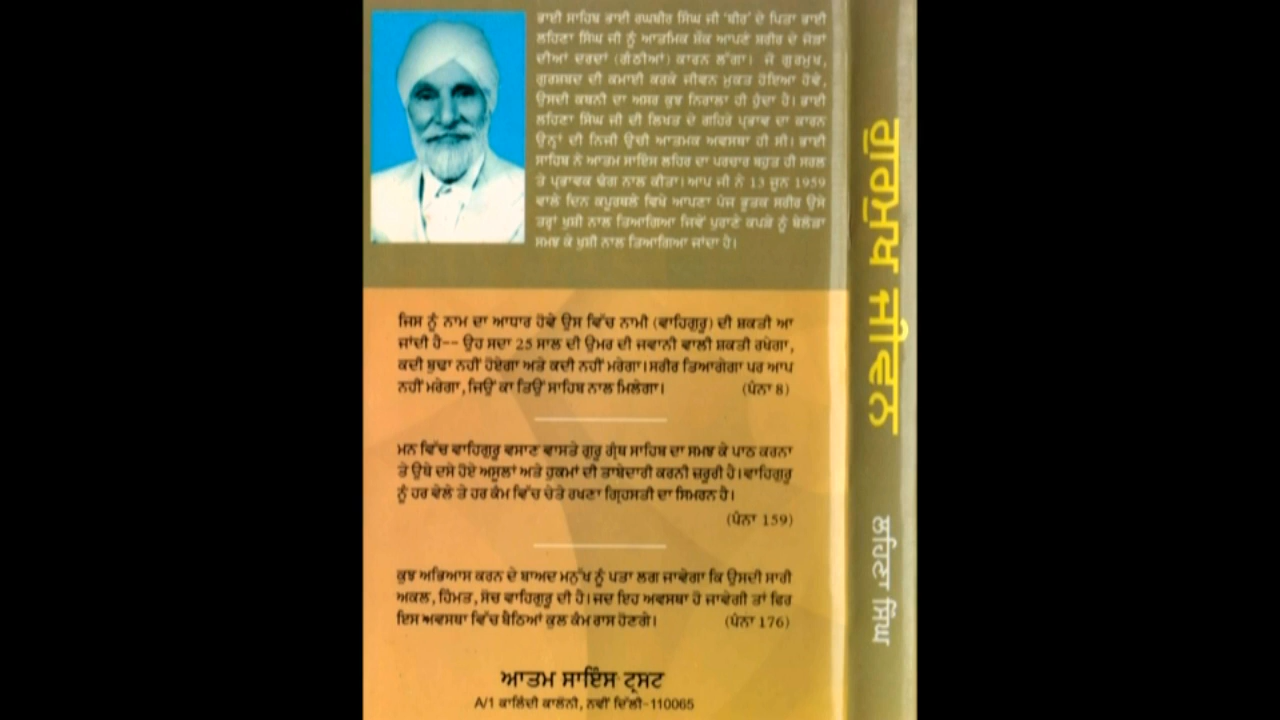 ਭਾਈ ਸਾਹਿਬ ਭਾਈ ਰਘਬੀਰ ਸਿੰਘ ਜੀ 'ਬੀਰ' ਦੇ ਪਿਤਾ ਭਾਈ
ਲਹਿਣਾ ਸਿੰਘ ਜੀ ਨੂੰ ਆਤਮਿਕ ਸ਼ੌਕ ਆਪਣੇ ਸਰੀਰ ਦੇ ਜੋੜਾਂ
ਦੀਆਂ ਦਰਦਾਂ (ਗੰਠੀਆਂ) ਕਾਰਨ ਲੱਗਾ। ਜੋ ਗੁਰਮੁਖ,
ਗੁਰਸ਼ਬਦ ਦੀ ਕਮਾਈ ਕਰਕੇ ਜੀਵਨ ਮੁਕਤ ਹੋਇਆ ਹੋਵੇ,
ਉਸਦੀ ਕਥਨੀ ਦਾ ਅਸਰ ਕੁਝ ਨਿਰਾਲਾ ਹੀ ਹੁੰਦਾ ਹੈ। ਭਾਈ
ਲਹਿਣਾ ਸਿੰਘ ਜੀ ਦੀ ਲਿਖਤ ਦੇ ਗਹਿਰੇ ਪ੍ਰਭਾਵ ਦਾ ਕਾਰਨ
ਉਨ੍ਹਾਂ ਦੀ ਨਿਜੀ ਉਚੀ ਆਤਮਕ ਅਵਸਥਾ ਹੀ ਸੀ। ਭਾਈ
ਸਾਹਿਬ ਨੇ ਆਤਮ ਸਾਇੰਸ ਲਹਿਰ ਦਾ ਪਰਚਾਰ ਬਹੁਤ ਹੀ ਸਰਲ
ਤੇ ਪ੍ਰਭਾਵਕ ਢੰਗ ਨਾਲ ਕੀਤਾ। ਆਪ ਜੀ ਨੇ 13 ਜੂਨ 1959
ਵਾਲੇ ਦਿਨ ਕਪੂਰਥਲੇ ਵਿਖੇ ਆਪਣਾ ਪੰਜ ਭੂਤਕ ਸਰੀਰ ਉਸੇ
ਤਰ੍ਹਾਂ ਖੁਸ਼ੀ ਨਾਲ ਤਿਆਗਿਆ ਜਿਵੇਂ ਪੁਰਾਣੇ ਕਪੜੇ ਨੂੰ ਬੇਲੋੜਾ
ਸਮਝ ਕੇ ਖੁਸ਼ੀ ਨਾਲ ਤਿਆਗਿਆ ਜਾਂਦਾ ਹੈ।
ਜਿਸ ਨੂੰ ਨਾਮ ਦਾ ਆਧਾਰ ਹੋਵੇ ਉਸ ਵਿੱਚ ਨਾਮੀ (ਵਾਹਿਗੁਰੂ) ਦੀ ਸ਼ਕਤੀ ਆ
ਜਾਂਦੀ ਹੈ-- ਉਹ ਸਦਾ 25 ਸਾਲ ਦੀ ਉਮਰ ਦੀ ਜਵਾਨੀ ਵਾਲੀ ਸ਼ਕਤੀ ਰਖੇਗਾ,
ਕਦੀ ਬੁਢਾ ਨਹੀਂ ਹੋਏਗਾ ਅਤੇ ਕਦੀ ਨਹੀਂ ਮਰੇਗਾ। ਸਰੀਰ ਤਿਆਗੇਗਾ ਪਰ ਆਪ
ਨਹੀਂ ਮਰੇਗਾ, ਜਿਉਂ ਕਾ ਤਿਉਂ ਸਾਹਿਬ ਨਾਲ ਮਿਲੇਗਾ। (ਪੰਨਾ 8)
ਮਨ ਵਿੱਚ ਵਾਹਿਗੁਰੂ ਵਸਾਣ ਵਾਸਤੇ ਗੁਰੂ ਗ੍ਰੰਥ ਸਾਹਿਬ ਦਾ ਸਮਝ ਕੇ ਪਾਠ ਕਰਨਾ
ਤੇ ਉਥੇ ਦਸੇ ਹੋਏ ਅਸੂਲਾਂ ਅਤੇ ਹੁਕਮਾਂ ਦੀ ਤਾਬੇਦਾਰੀ ਕਰਨੀ ਜ਼ਰੂਰੀ ਹੈ। ਵਾਹਿਗੁਰੂ
ਨੂੰ ਹਰ ਵੇਲੇ ਤੇ ਹਰ ਕੰਮ ਵਿੱਚ ਚੇਤੇ ਰਖਣਾ ਗ੍ਰਿਹਸਤੀ ਦਾ ਸਿਮਰਨ ਹੈ।
(ਪੰਨਾ 159)
ਕੁਝ ਅਭਿਆਸ ਕਰਨ ਦੇ ਬਾਅਦ ਮਨੁੱਖ ਨੂੰ ਪਤਾ ਲਗ ਜਾਵੇਗਾ ਕਿ ਉਸਦੀ ਸਾਰੀ
ਅਕਲ, ਹਿੰਮਤ, ਸੋਚ ਵਾਹਿਗੁਰੂ ਦੀ ਹੈ। ਜਦ ਇਹ ਅਵਸਥਾ ਹੋ ਜਾਵੇਗੀ ਤਾਂ ਫਿਰ
ਇਸ ਅਵਸਥਾ ਵਿੱਚ ਬੈਠਿਆਂ ਕੁਲ ਕੰਮ ਰਾਸ ਹੋਣਗੇ। (ਪੰਨਾ 176)
ਆਤਮ ਸਾਇੰਸ ਟ੍ਰਸਟ
A/1 ਕਾਲਿੰਦੀ ਕਾਲੋਨੀ, ਨਵੀਂ ਦਿੱਲੀ-110065
ਗੁਰਮੁਖ ਜੀਵਨ
ਲਹਿਣਾ ਸਿੰਘ